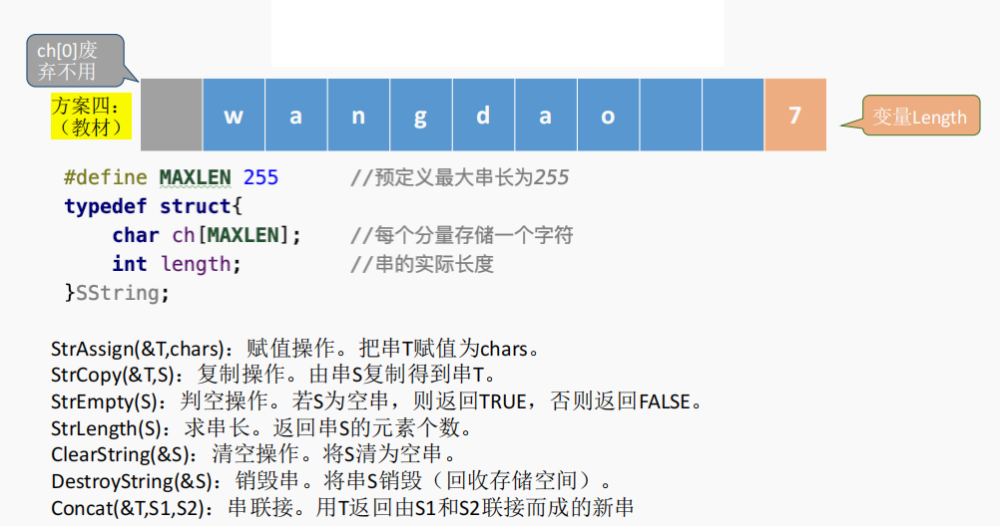 ch[0]废
弃不用
方案四：
（教材）
w a n g d a o 7
变量Length
#define MAXLEN 255 //预定义最大串长为255
typedef struct{
char ch[MAXLEN]; //每个分量存储一个字符
int length; //串的实际长度
}SString;
StrAssign(&T,chars)：赋值操作。把串T赋值为chars。
StrCopy(&T,S)：复制操作。由串S复制得到串T。
StrEmpty(S)：判空操作。若S为空串，则返回TRUE，否则返回FALSE。
StrLength(S)：求串长。返回串S的元素个数。
ClearString(&S)：清空操作。将S清为空串。
DestroyString(&S)：销毁串。将串S销毁（回收存储空间）。
Concat(&T,S1,S2)：串联接。用T返回由S1和S2联接而成的新串